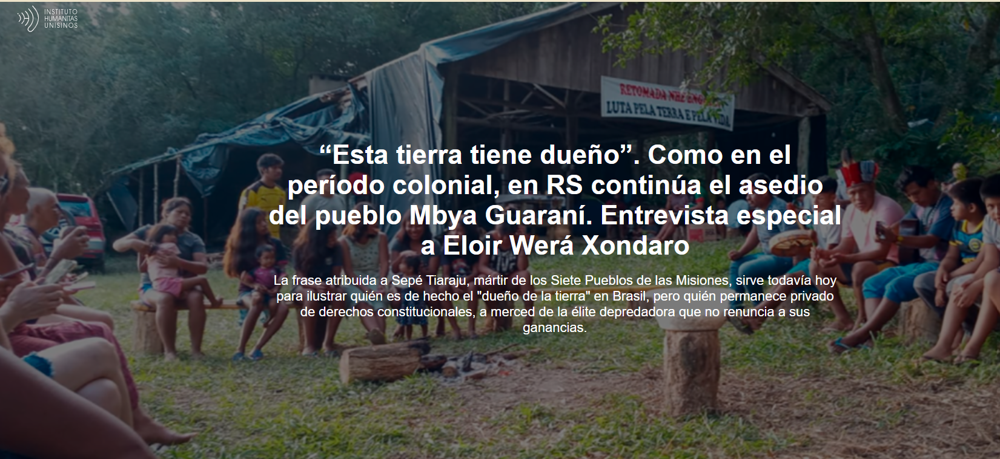 INSTITUTO
HUMANITAS
UNISINOS
RETOMADA NHE'ENG
LUTA PELA TERRA E PELA VIDA
“Esta tierra tiene dueño”. Como en el
período colonial, en RS continúa el asedio
del pueblo Mbya Guaraní. Entrevista especial
a Eloir Werá Xondaro
La frase atribuida a Sepé Tiaraju, mártir de los Siete Pueblos de las Misiones, sirve todavía hoy
para ilustrar quién es de hecho el "dueño de la tierra" en Brasil, pero quién permanece privado
de derechos constitucionales, a merced de la élite depredadora que no renuncia a sus
ganancias.